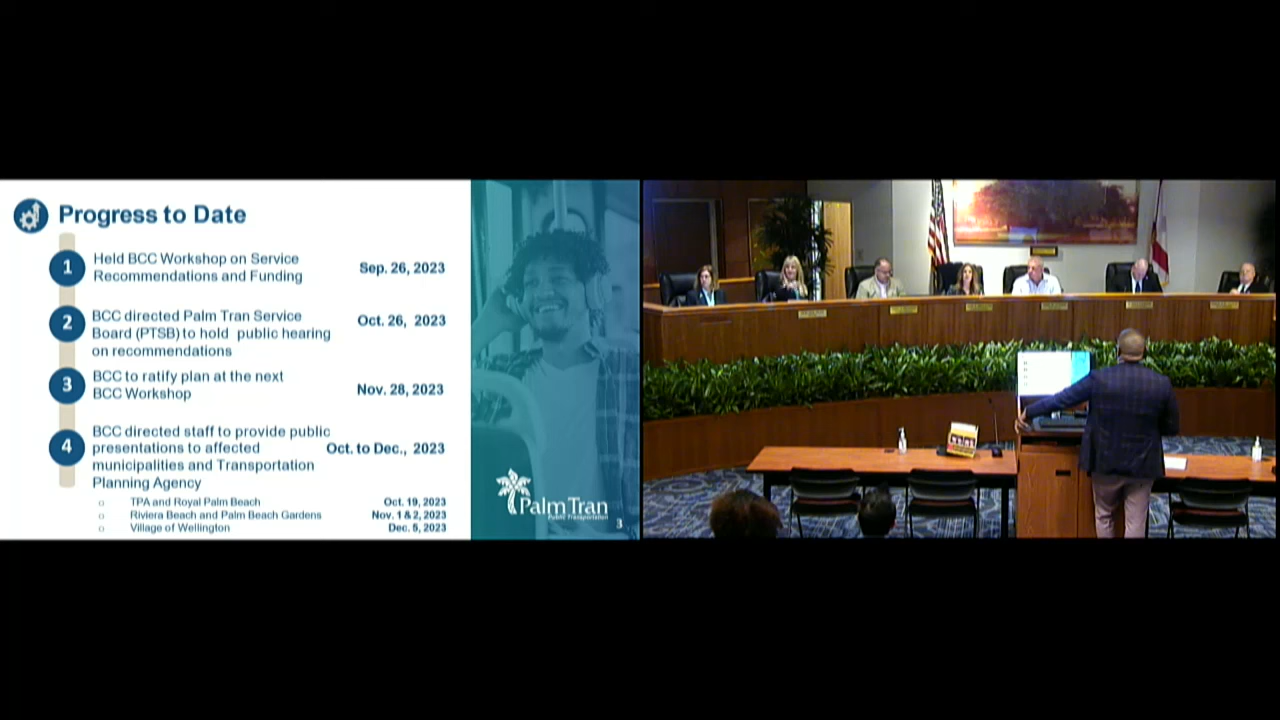 Progress to Date
1
Held BCC Workshop on Service
Recommendations and Funding
Sep. 26, 2023
2
BCC directed Palm Tran Service
Board (PTSB) to hold public hearing
on recommendations
Oct. 26, 2023
3
BCC to ratify plan at the next
BCC Workshop
Nov. 28, 2023
4
BCC directed staff to provide public
presentations to affected
municipalities and Transportation
Planning Agency
Oct. to Dec., 2023
o TPA and Royal Palm Beach Oct. 19, 2023
o Riviera Beach and Palm Beach Gardens Nov. 1 & 2, 2023
o Village of Wellington Dec. 5, 2023
Palm Tran
Public Transportation
3